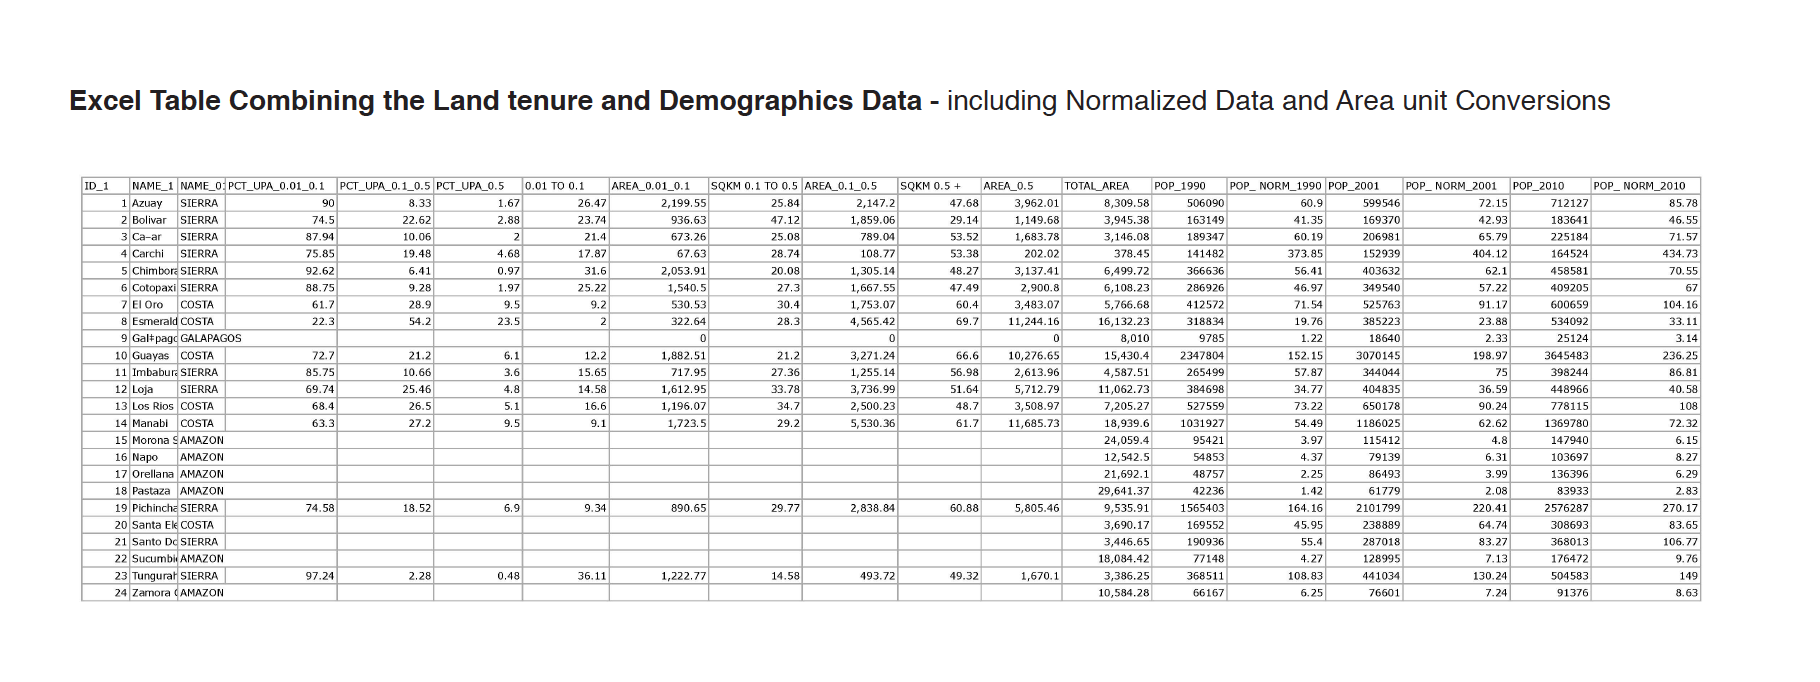 Excel Table Combining the Land tenure and Demographics Data - including Normalized Data and Area unit Conversions
ID_1 NAME_1 NAME_01 PCT_UPA_0.01_0.1 PCT_UPA_0.1_0.5 PCT_UPA_0.5 0.01 TO 0.1 AREA_0.01_0.1 SQKM 0.1 TO 0.5 AREA_0.1_0.5 SQKM 0.5 + AREA_0.5 TOTAL_AREA POP_1990 POP_ NORM_1990 POP_2001 POP_ NORM_2001 POP_2010 POP_ NORM_2010
1 Azuay SIERRA 90 8.33 1.67 26.47 2,199.55 25.84 2,147.2 47.68 3,962.01 8,309.58 506090 60.9 599546 72.15 712127 85.78
2 Bolivar SIERRA 74.5 22.62 2.88 23.74 936.63 47.12 1,859.06 29.14 1,149.68 3,945.38 163149 41.35 169370 42.93 183641 46.55
3 Ca–ar SIERRA 87.94 10.06 2 21.4 673.26 25.08 789.04 53.52 1,683.78 3,146.08 189347 60.19 206981 65.79 225184 71.57
4 Carchi SIERRA 75.85 19.48 4.68 17.87 67.63 28.74 108.77 53.38 202.02 378.45 141482 373.85 152939 404.12 164524 434.73
5 Chimbora SIERRA 92.62 6.41 0.97 31.6 2,053.91 20.08 1,305.14 48.27 3,137.41 6,499.72 366636 56.41 403632 62.1 458581 70.55
6 Cotopaxi SIERRA 88.75 9.28 1.97 25.22 1,540.5 27.3 1,667.55 47.49 2,900.8 6,108.23 286926 46.97 349540 57.22 409205 67
7 El Oro COSTA 61.7 28.9 9.5 9.2 530.53 30.4 1,753.07 60.4 3,483.07 5,766.68 412572 71.54 525763 91.17 600659 104.16
8 Esmerald COSTA 22.3 54.2 23.5 2 322.64 28.3 4,565.42 69.7 11,244.16 16,132.23 318834 19.76 385223 23.88 534092 33.11
9 Gal‡pago GALAPAGOS 0 0 0 8,010 9785 1.22 18640 2.33 25124 3.14
10 Guayas COSTA 72.7 21.2 6.1 12.2 1,882.51 21.2 3,271.24 66.6 10,276.65 15,430.4 2347804 152.15 3070145 198.97 3645483 236.25
11 Imbabura SIERRA 85.75 10.66 3.6 15.65 717.95 27.36 1,255.14 56.98 2,613.96 4,587.51 265499 57.87 344044 75 398244 86.81
12 Loja SIERRA 69.74 25.46 4.8 14.58 1,612.95 33.78 3,736.99 51.64 5,712.79 11,062.73 384698 34.77 404835 36.59 448966 40.58
13 Los Rios COSTA 68.4 26.5 5.1 16.6 1,196.07 34.7 2,500.23 48.7 3,508.97 7,205.27 527559 73.22 650178 90.24 778115 108
14 Manabi COSTA 63.3 27.2 9.5 9.1 1,723.5 29.2 5,530.36 61.7 11,685.73 18,939.6 1031927 54.49 1186025 62.62 1369780 72.32
15 Morona S AMAZON 24,059.4 95421 3.97 115412 4.8 147940 6.15
16 Napo AMAZON 12,542.5 54853 4.37 79139 6.31 103697 8.27
17 Orellana AMAZON 21,692.1 48757 2.25 86493 3.99 136396 6.29
18 Pastaza AMAZON 29,641.37 42236 1.42 61779 2.08 83933 2.83
19 Pichincha SIERRA 74.58 18.52 6.9 9.34 890.65 29.77 2,838.84 60.88 5,805.46 9,535.91 1565403 164.16 2101799 220.41 2576287 270.17
20 Santa Ele COSTA 3,690.17 169552 45.95 238889 64.74 308693 83.65
21 Santo Do SIERRA 3,446.65 190936 55.4 287018 83.27 368013 106.77
22 Sucumbi AMAZON 18,084.42 77148 4.27 128995 7.13 176472 9.76
23 Tungurah SIERRA 97.24 2.28 0.48 36.11 1,222.77 14.58 493.72 49.32 1,670.1 3,386.25 368511 108.83 441034 130.24 504583 149
24 Zamora C AMAZON 10,584.28 66167 6.25 76601 7.24 91376 8.63